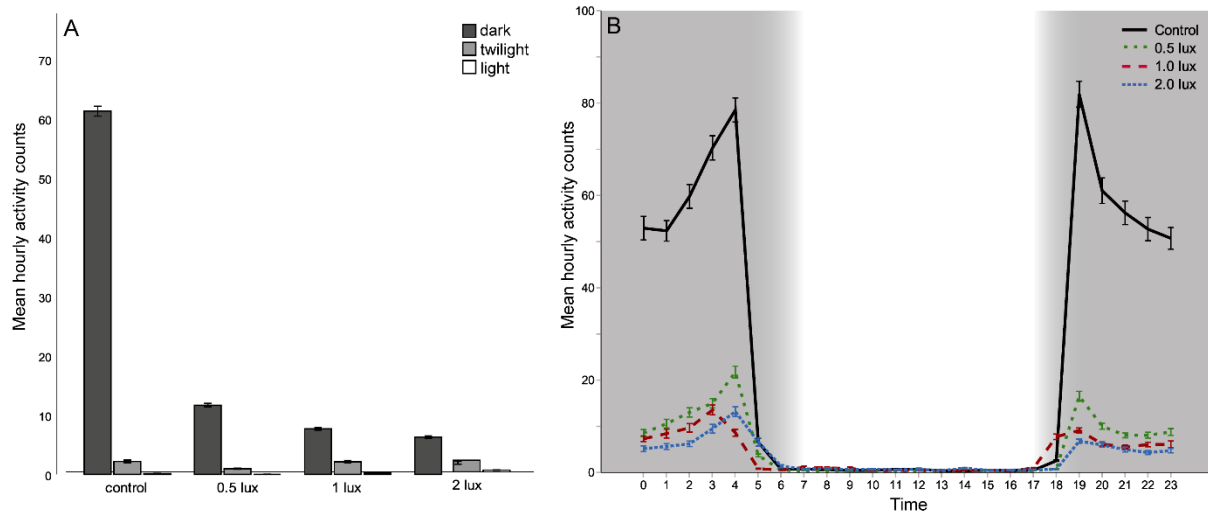 A
dark
twilight
light
Mean hourly activity counts
70
60
50
40
30
20
10
0
control 0.5 lux 1 lux 2 lux
B
Control
0.5 lux
1.0 lux
2.0 lux
Mean hourly activity counts
100
80
60
40
20
0
0 1 2 3 4 5 6 7 8 9 10 11 12 13 14 15 16 17 18 19 20 21 22 23
Time